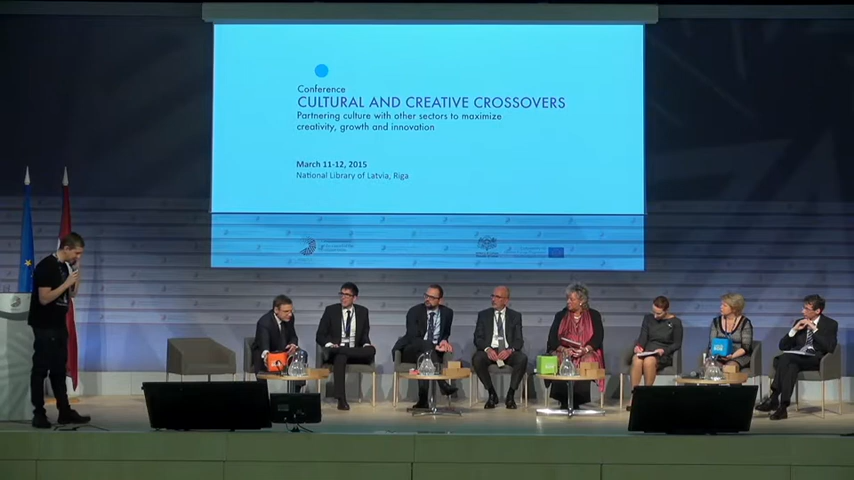 Conference
CULTURAL AND CREATIVE CROSSOVERS
Partnering culture with other sectors to maximize
creativity, growth and innovation
March 11-12, 2015
National Library of Latvia, Riga